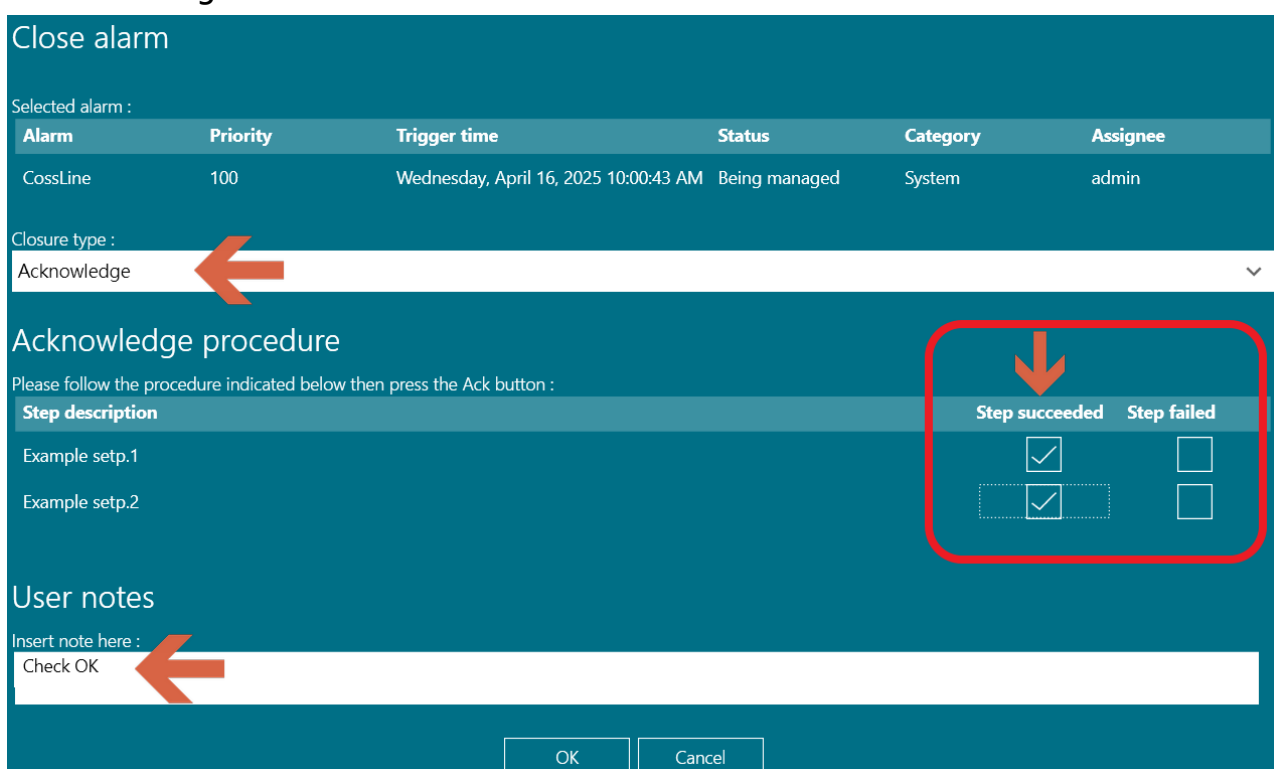 Close alarm
Selected alarm :
Alarm Priority Trigger time Status Category Assignee
CossLine 100 Wednesday, April 16, 2025 10:00:43 AM Being managed System admin
Closure type :
Acknowledge
Acknowledge procedure
Please follow the procedure indicated below then press the Ack button :
Step description Step succeeded Step failed
Example setp.1
Example setp.2
User notes
Insert note here :
Check OK
OK Cancel